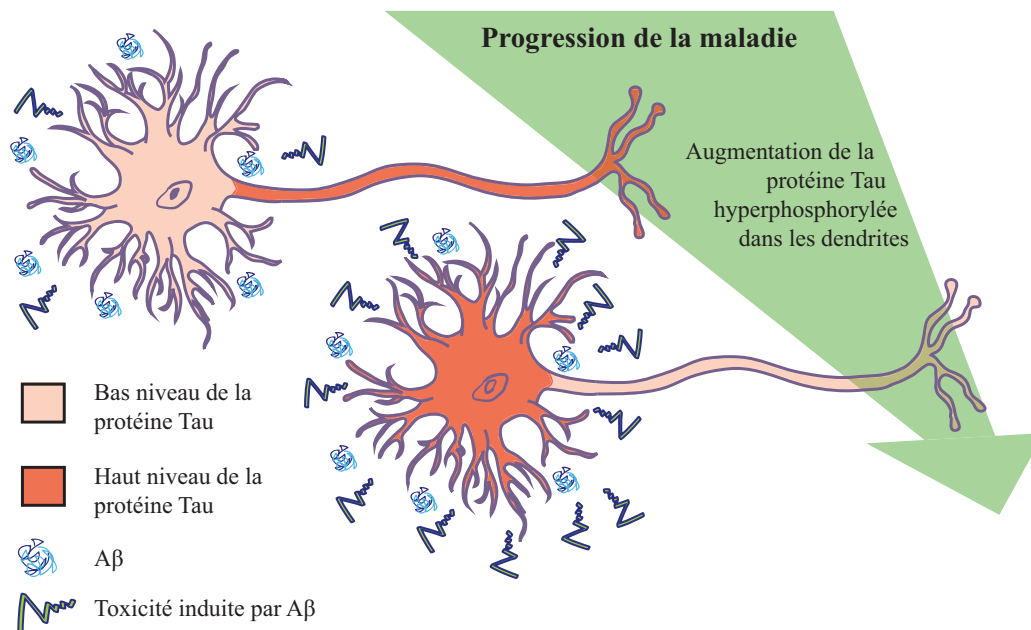 Progression de la maladie
Augmentation de la
protéine Tau
hyperphosphorylée
dans les dendrites
Bas niveau de la
protéine Tau
Haut niveau de la
protéine Tau
Aβ
Toxicité induite par Aβ